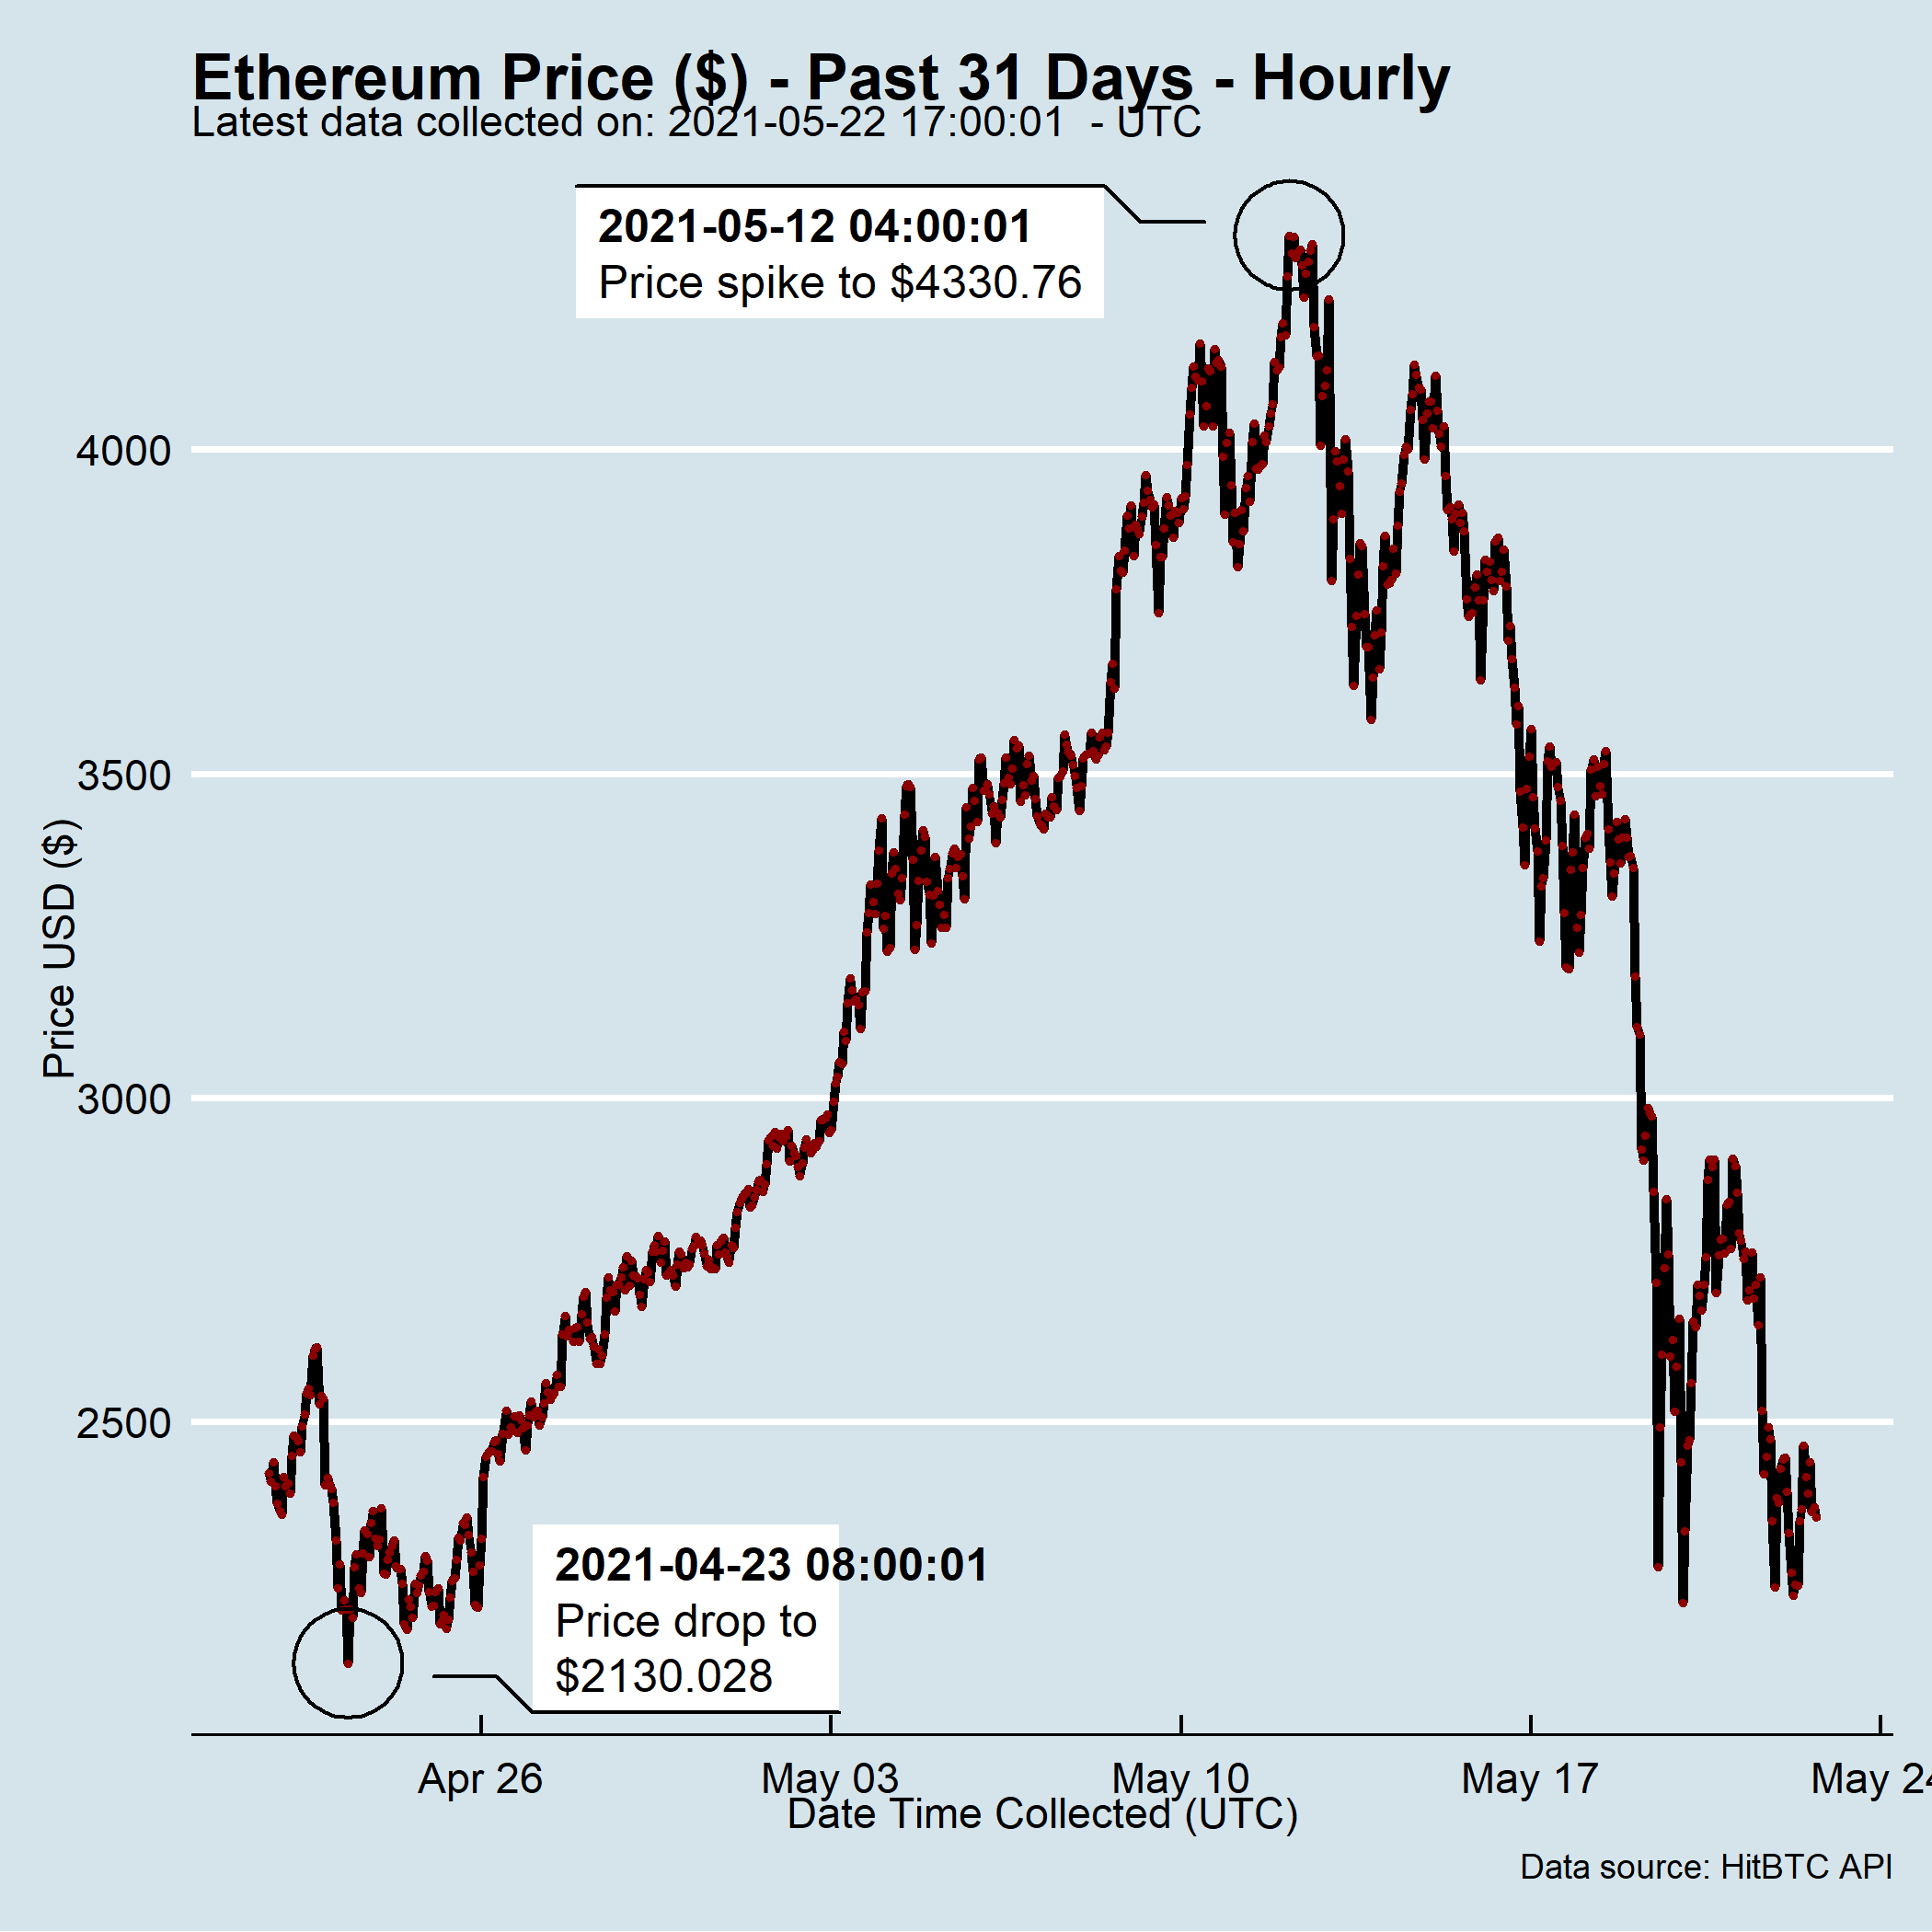 Ethereum Price ($) - Past 31 Days - Hourly
Latest data collected on: 2021-05-22 17:00:01  - UTC
2021-05-12 04:00:01
Price spike to $4330.76
4000
3500
3000
2500
Price USD ($)
2021-04-23 08:00:01
Price drop to
$2130.028
Apr 26
May 03
May 10
May 17
May 24
Date Time Collected (UTC)
Data source: HitBTC API